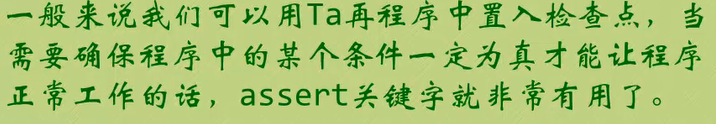 一般来说我们可以用Ta再程序中置入检查点，当
需要确保程序中的某个条件一定为真才能让程序
正常工作的话，assert关键字就非常有用了。